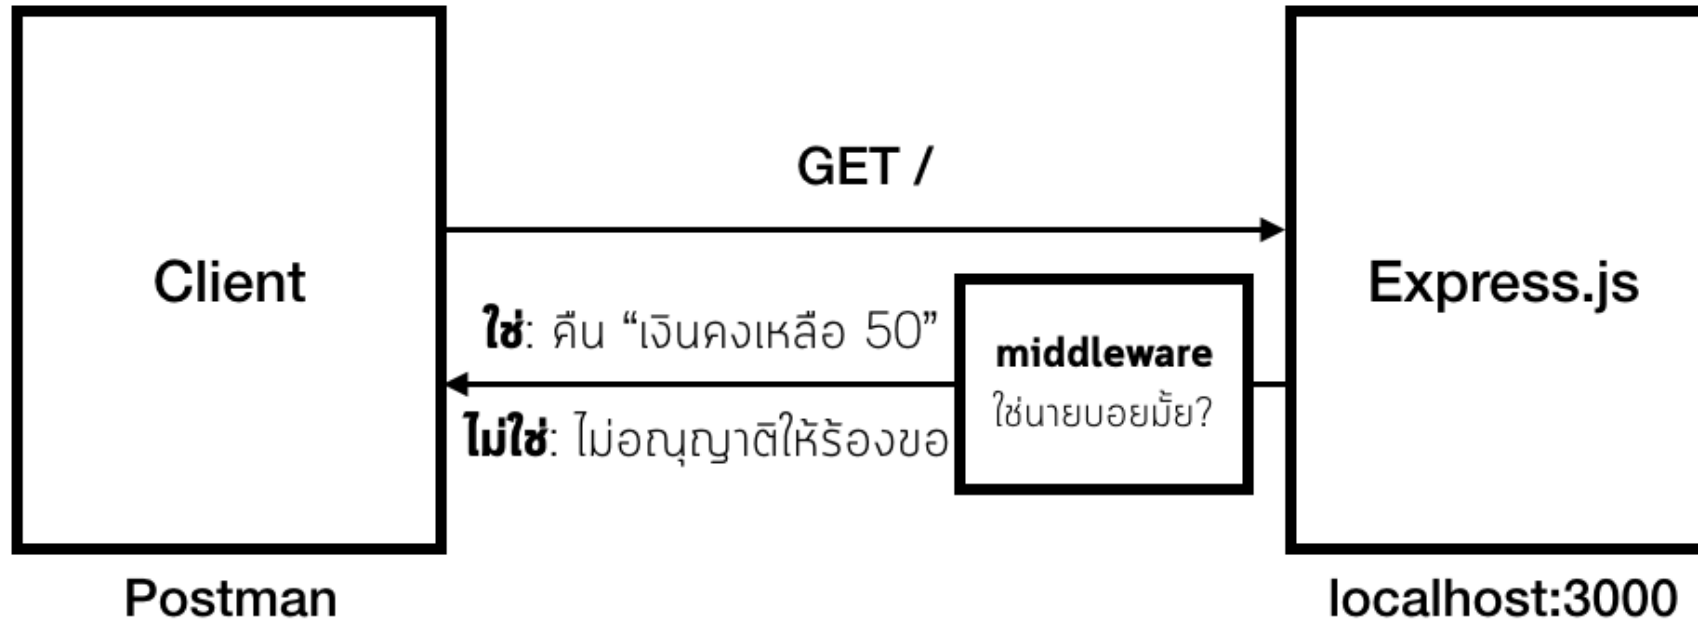 GET /
Client
Express.js
ใช่: คืน “เงินคงเหลือ 50”
middleware
ใช่นายบอยมั้ย?
ไม่ใช่: ไม่อณุญาติให้ร้องขอ
Postman
localhost:3000